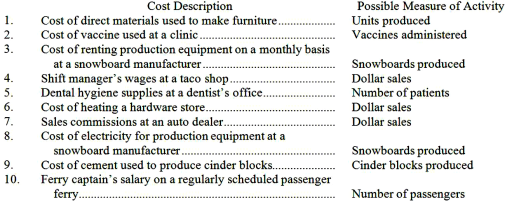 Cost Description Possible Measure of Activity
1. Cost of direct materials used to make furniture................... Units produced
2. Cost of vaccine used at a clinic............................................ Vaccines administered
3. Cost of renting production equipment on a monthly basis
at a snowboard manufacturer................................. Snowboards produced
4. Shift manager's wages at a taco shop................................. Dollar sales
5. Dental hygiene supplies at a dentist's office........................ Number of patients
6. Cost of heating a hardware store........................................ Dollar sales
7. Sales commissions at an auto dealer................................... Dollar sales
8. Cost of electricity for production equipment at a
snowboard manufacturer......................................... Snowboards produced
9. Cost of cement used to produce cinder blocks.................... Cinder blocks produced
10. Ferry captain's salary on a regularly scheduled passenger
ferry............................................................................ Number of passengers